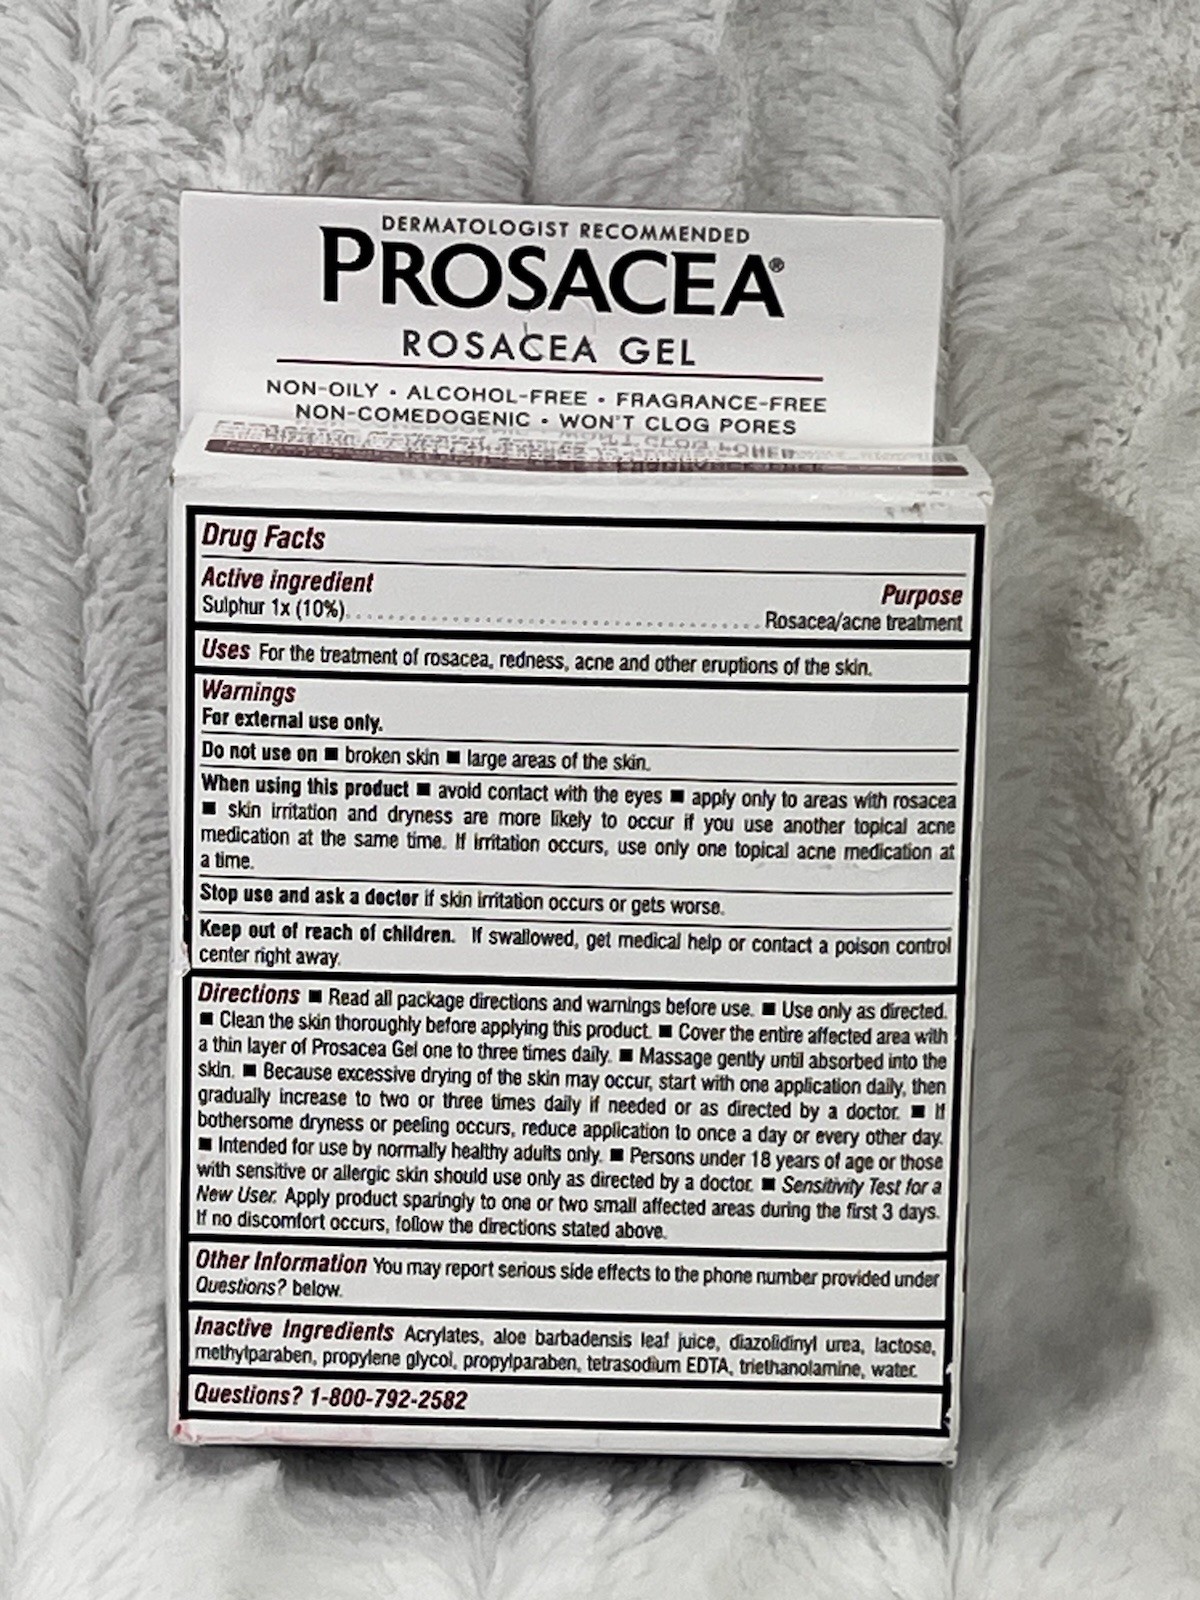 DERMATOLOGIST RECOMMENDED
PROSACEA®
ROSACEA GEL
NON-OILY • ALCOHOL-FREE • FRAGRANCE-FREE
NON-COMEDOGENIC • WON'T CLOG PORES
Drug Facts
Active ingredient Purpose
Sulphur 1x (10%)........................................Rosacea/acne treatment
Uses For the treatment of rosacea, redness, acne and other eruptions of the skin.
Warnings
For external use only.
Do not use on ■ broken skin ■ large areas of the skin.
When using this product ■ avoid contact with the eyes ■ apply only to areas with rosacea
■ skin irritation and dryness are more likely to occur if you use another topical acne
medication at the same time. If irritation occurs, use only one topical acne medication at
a time.
Stop use and ask a doctor if skin irritation occurs or gets worse.
Keep out of reach of children. If swallowed, get medical help or contact a poison control
center right away.
Directions ■ Read all package directions and warnings before use. ■ Use only as directed.
■ Clean the skin thoroughly before applying this product. ■ Cover the entire affected area with
a thin layer of Prosacea Gel one to three times daily. ■ Massage gently until absorbed into the
skin. ■ Because excessive drying of the skin may occur, start with one application daily, then
gradually increase to two or three times daily if needed or as directed by a doctor. ■ If
bothersome dryness or peeling occurs, reduce application to once a day or every other day.
■ Intended for use by normally healthy adults only. ■ Persons under 18 years of age or those
with sensitive or allergic skin should use only as directed by a doctor. ■ Sensitivity Test for a
New User. Apply product sparingly to one or two small affected areas during the first 3 days.
If no discomfort occurs, follow the directions stated above.
Other Information You may report serious side effects to the phone number provided under
Questions? below.
Inactive Ingredients Acrylates, aloe barbadensis leaf juice, diazolidinyl urea, lactose,
methylparaben, propylene glycol, propylparaben, tetrasodium EDTA, triethanolamine, water.
Questions? 1-800-792-2582